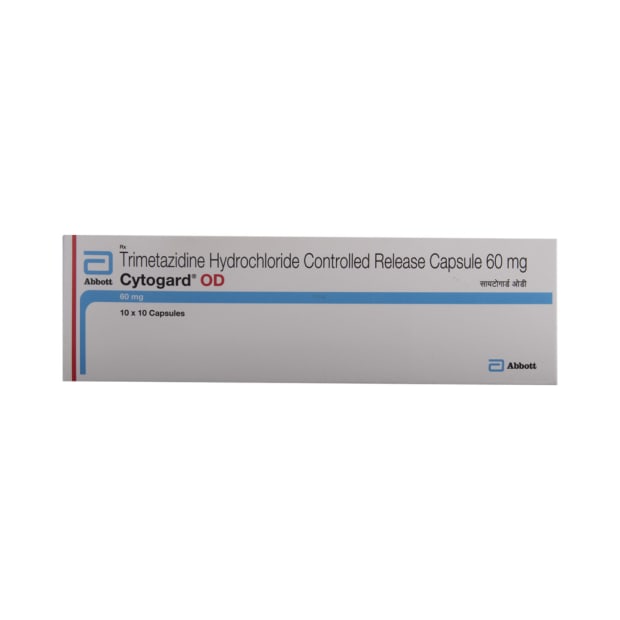 Rx
Trimetazidine Hydrochloride Controlled Release Capsule 60 mg
Abbott
Cytogard® OD
सायटोगार्ड ओडी
60 mg
10 x 10 Capsules
Abbott